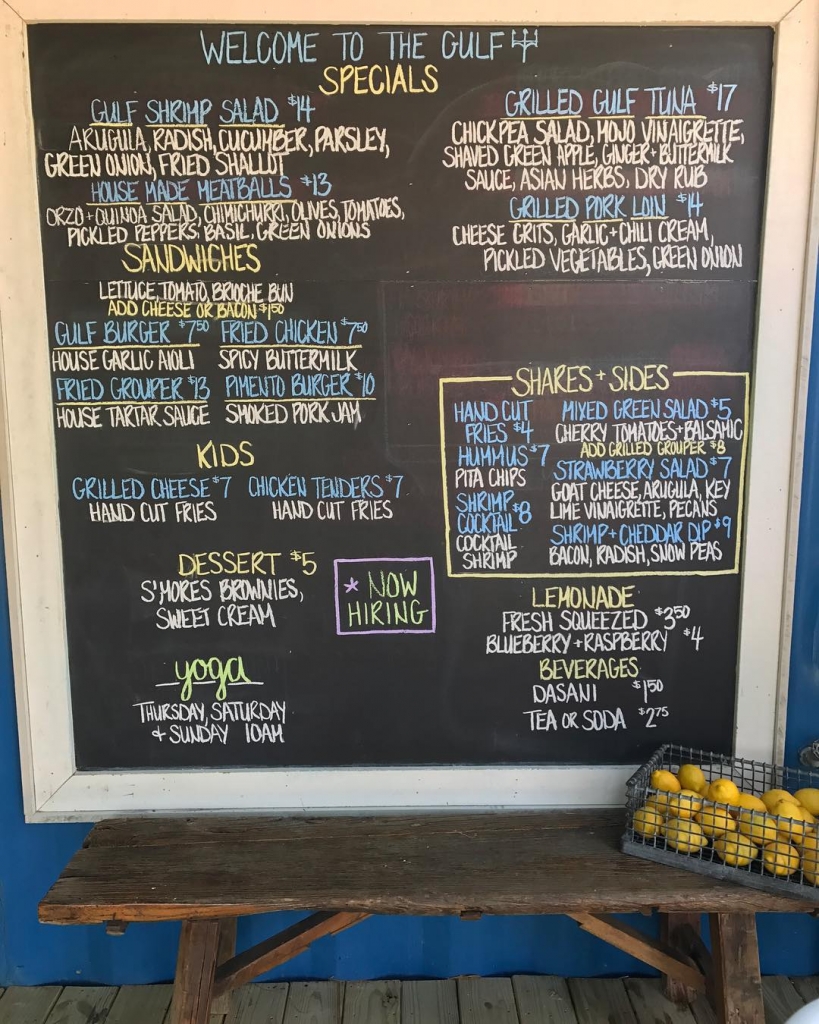 WELCOME TO THE GULF
SPECIALS
GULF SHRIMP SALAD $14
ARUGULA, RADISH, CUCUMBER, PARSLEY,
GREEN ONION, FRIED SHALLOT
HOUSE MADE MEATBALLS $13
ORZO + QUINOA SALAD, CHIMICHURRI, OLIVES, TOMATOES,
PICKLED PEPPERS, BASIL, GREEN ONIONS
GRILLED GULF TUNA $17
CHICKPEA SALAD, MOJO VINAIGRETTE,
SHAVED GREEN APPLE, GINGER + BUTTERMILK
SAUCE, ASIAN HERBS, DRY RUB
GRILLED PORK LOIN $14
CHEESE GRITS, GARLIC + CHILI CREAM,
PICKLED VEGETABLES, GREEN ONION
SANDWICHES
LETTUCE, TOMATO, BRIOCHE BUN
ADD CHEESE OR BACON $1.50
GULF BURGER $7.50 FRIED CHICKEN $7.50
HOUSE GARLIC AIOLI SPICY BUTTERMILK
FRIED GROUPER $13 PIMENTO BURGER $10
HOUSE TARTAR SAUCE SMOKED PORK JAM
KIDS
GRILLED CHEESE $7 CHICKEN TENDERS $7
HAND CUT FRIES HAND CUT FRIES
SHARES + SIDES
HAND CUT
FRIES $4
HUMMUS $7
PITA CHIPS
SHRIMP
COCKTAIL $8
COCKTAIL
SHRIMP
MIXED GREEN SALAD $5
CHERRY TOMATOES + BALSAMIC
ADD GRILLED GROUPER $8
STRAWBERRY SALAD $7
GOAT CHEESE, ARUGULA, KEY
LIME VINAIGRETTE, PECANS
SHRIMP + CHEDDAR DIP $9
BACON, RADISH, SNOW PEAS
DESSERT $5
S'MORES BROWNIES,
SWEET CREAM
* NOW
HIRING
LEMONADE
FRESH SQUEEZED $3.50
BLUEBERRY + RASPBERRY $4
BEVERAGES
DASANI $1.50
TEA OR SODA $2.75
yoga
THURSDAY, SATURDAY
+ SUNDAY 10AM